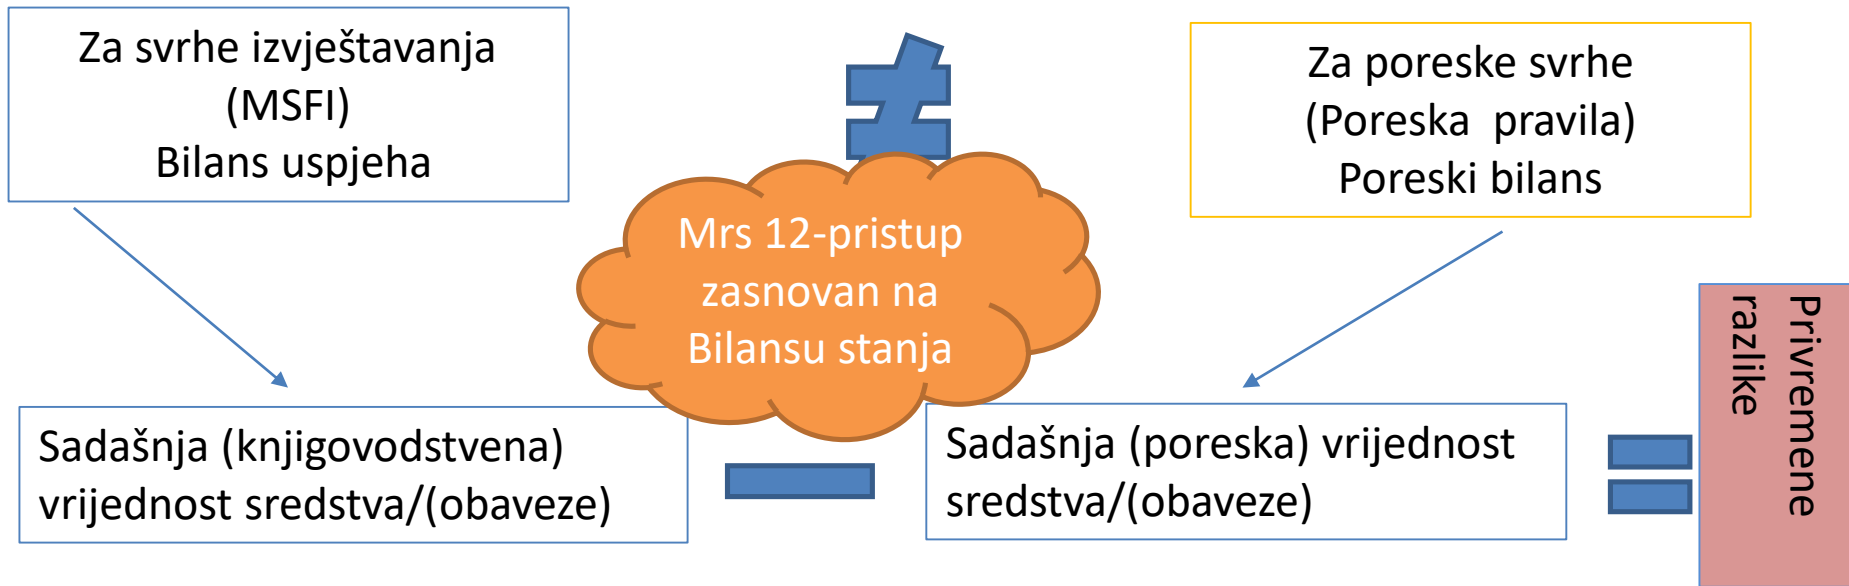 Za svrhe izvještavanja
(MSFI)
Bilans uspjeha
Za poreske svrhe
(Poreska pravila)
Poreski bilans
Mrs 12-pristup
zasnovan na
Bilansu stanja
Sadašnja (knjigovodstvena)
vrijednost sredstva/(obaveze)
Sadašnja (poreska) vrijednost
sredstva/(obaveze)
Privremene
razlike